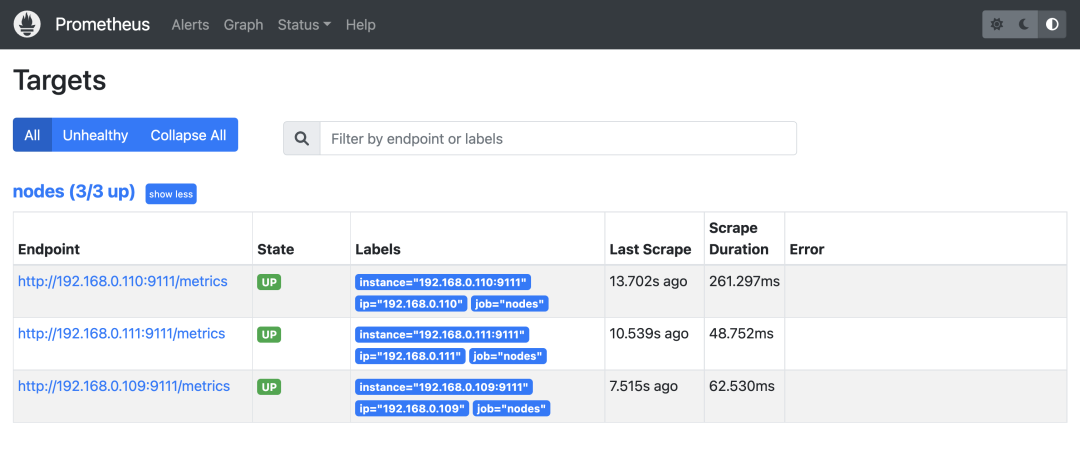 Prometheus Alerts Graph Status Help
Targets
All Unhealthy Collapse All
Filter by endpoint or labels
nodes (3/3 up) show less
Endpoint State Labels Last Scrape Scrape Duration Error
http://192.168.0.110:9111/metrics UP instance="192.168.0.110:9111" 13.702s ago 261.297ms
ip="192.168.0.110" job="nodes"
http://192.168.0.111:9111/metrics UP instance="192.168.0.111:9111" 10.539s ago 48.752ms
ip="192.168.0.111" job="nodes"
http://192.168.0.109:9111/metrics UP instance="192.168.0.109:9111" 7.515s ago 62.530ms
ip="192.168.0.109" job="nodes"